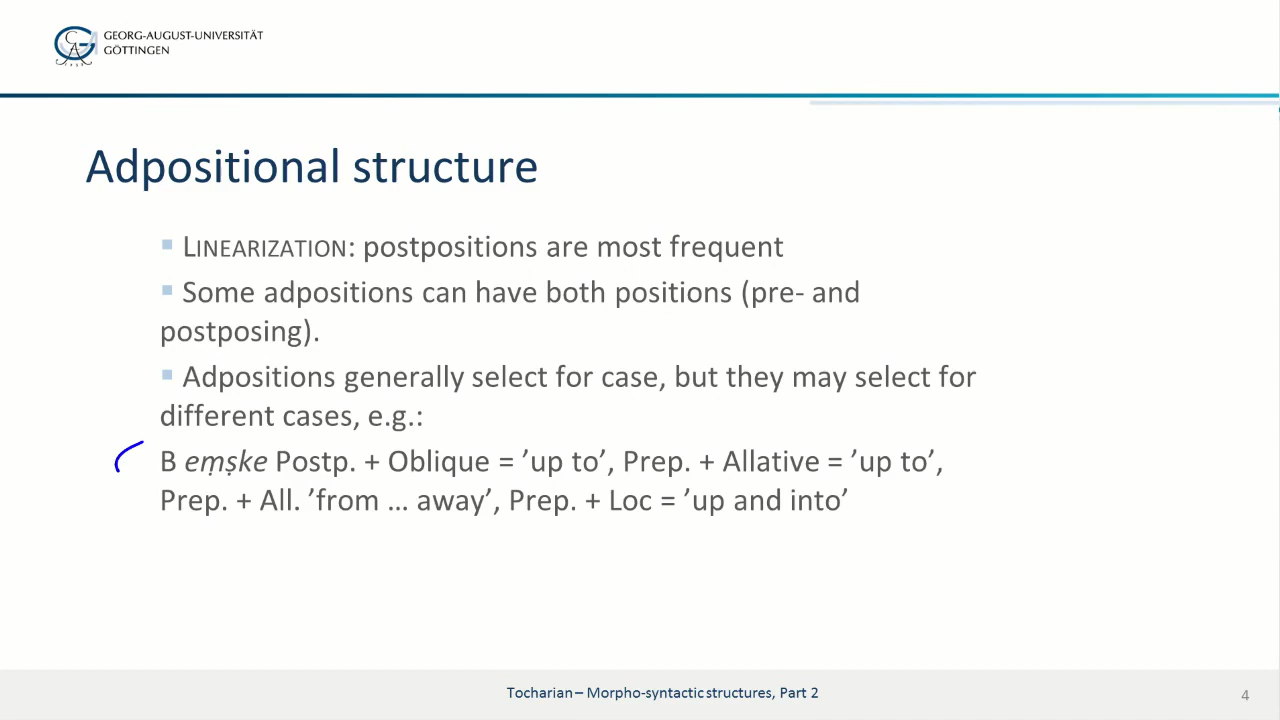 GEORG-AUGUST-UNIVERSITÄT
GÖTTINGEN
Adpositional structure
▪ LINEARIZATION: postpositions are most frequent
▪ Some adpositions can have both positions (pre- and
postposing).
▪ Adpositions generally select for case, but they may select for
different cases, e.g.:
B eṃṣke Postp. + Oblique = ’up to’, Prep. + Allative = ’up to’,
Prep. + All. ’from … away’, Prep. + Loc = ’up and into’
Tocharian – Morpho-syntactic structures, Part 2
4